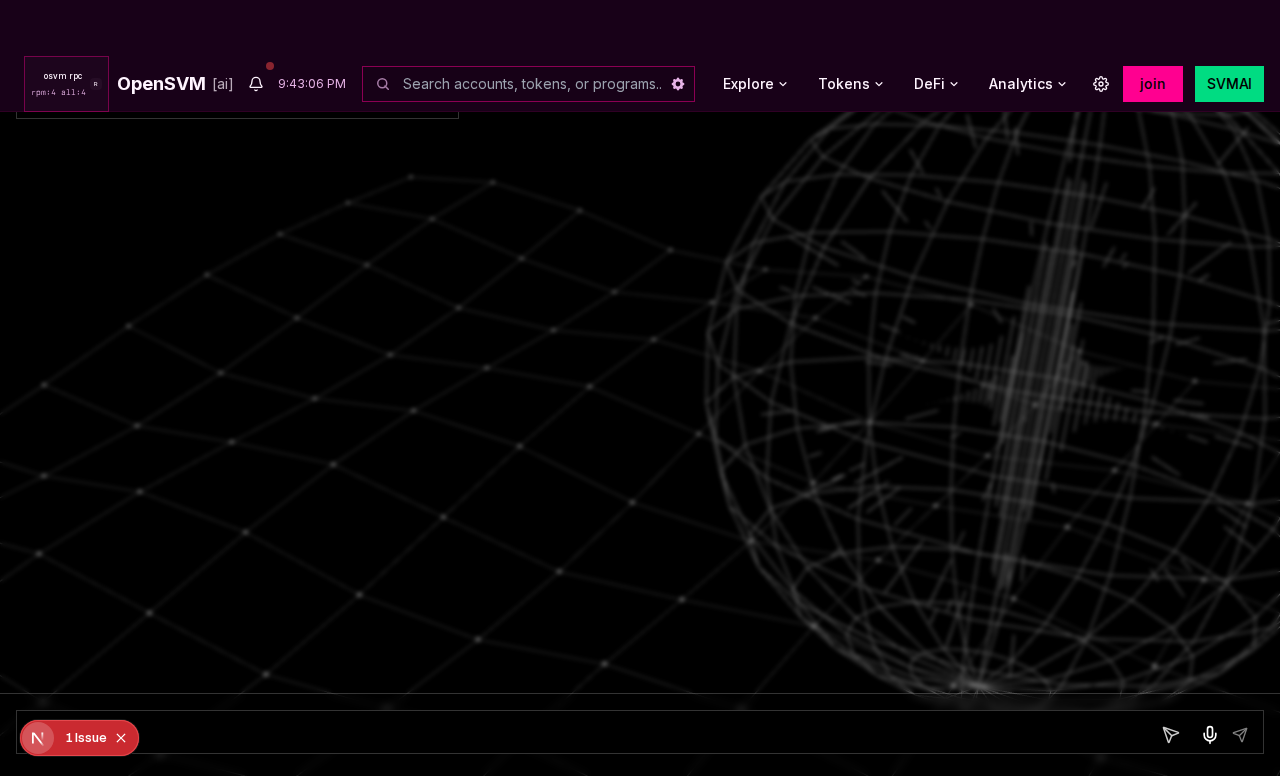 osvm rpc
rpm:4 all:4
R
OpenSVM [ai]
9:43:06 PM
Search accounts, tokens, or programs..
Explore
Tokens
DeFi
Analytics
join
SVMAI
N
1 Issue